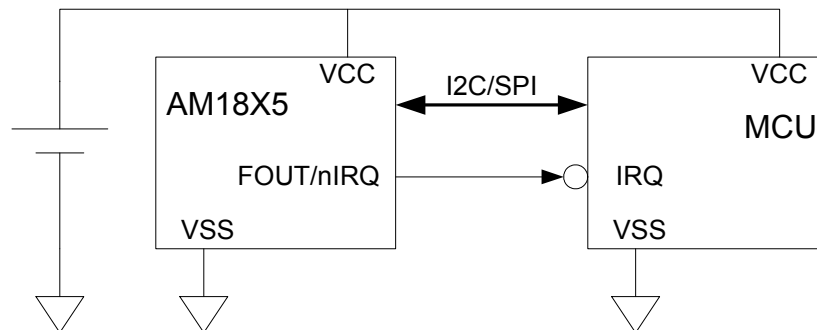 VCC
VCC
I2C/SPI
AM18X5
MCU
FOUT/nIRQ
IRQ
VSS
VSS